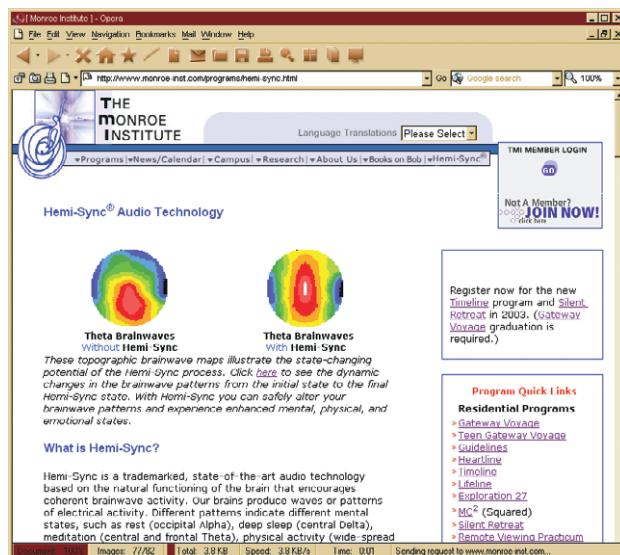 [ Monroe Institute ] - Opera
File Edit View Navigation Bookmarks Mail Window Help
http://www.monroe-inst.com/programs/hemi-sync.html
Go
Google search
100%
THE
MONROE
INSTITUTE
Language Translations Please Select
Programs|News/Calendar|Campus|Research|About Us|Books on Bob|Hemi-Sync®
TMI MEMBER LOGIN
GO
Not A Member?
JOIN NOW!
click here
Hemi-Sync® Audio Technology
Theta Brainwaves
Without Hemi-Sync
Theta Brainwaves
With Hemi-Sync
These topographic brainwave maps illustrate the state-changing
potential of the Hemi-Sync process. Click here to see the dynamic
changes in the brainwave patterns from the initial state to the final
Hemi-Sync state. With Hemi-Sync you can safely alter your
brainwave patterns and experience enhanced mental, physical, and
emotional states.
What is Hemi-Sync?
Hemi-Sync is a trademarked, state-of-the-art audio technology
based on the natural functioning of the brain that encourages
coherent brainwave activity. Our brains produce waves or patterns
of electrical activity. Different patterns indicate different mental
states, such as rest (occipital Alpha), deep sleep (central Delta),
meditation (central and frontal Theta), physical activity (wide-spread
Register now for the new
Timeline program and Silent
Retreat in 2003. (Gateway
Voyage graduation is
required.)
Program Quick Links
Residential Programs
» Gateway Voyage
» Teen Gateway Voyage
» Guidelines
» Heartline
» Timeline
» Lifeline
» Exploration 27
» MC² (Squared)
» Silent Retreat
» Remote Viewing Practicum
Document: 100% Images: 77/82 Total: 3.8 KB Speed: 3.8 KB/s Time: 0:01 Sending request to www.monroe-inst.com...